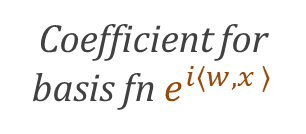 Coefficient for
basis fn e^{i⟨w,x⟩}